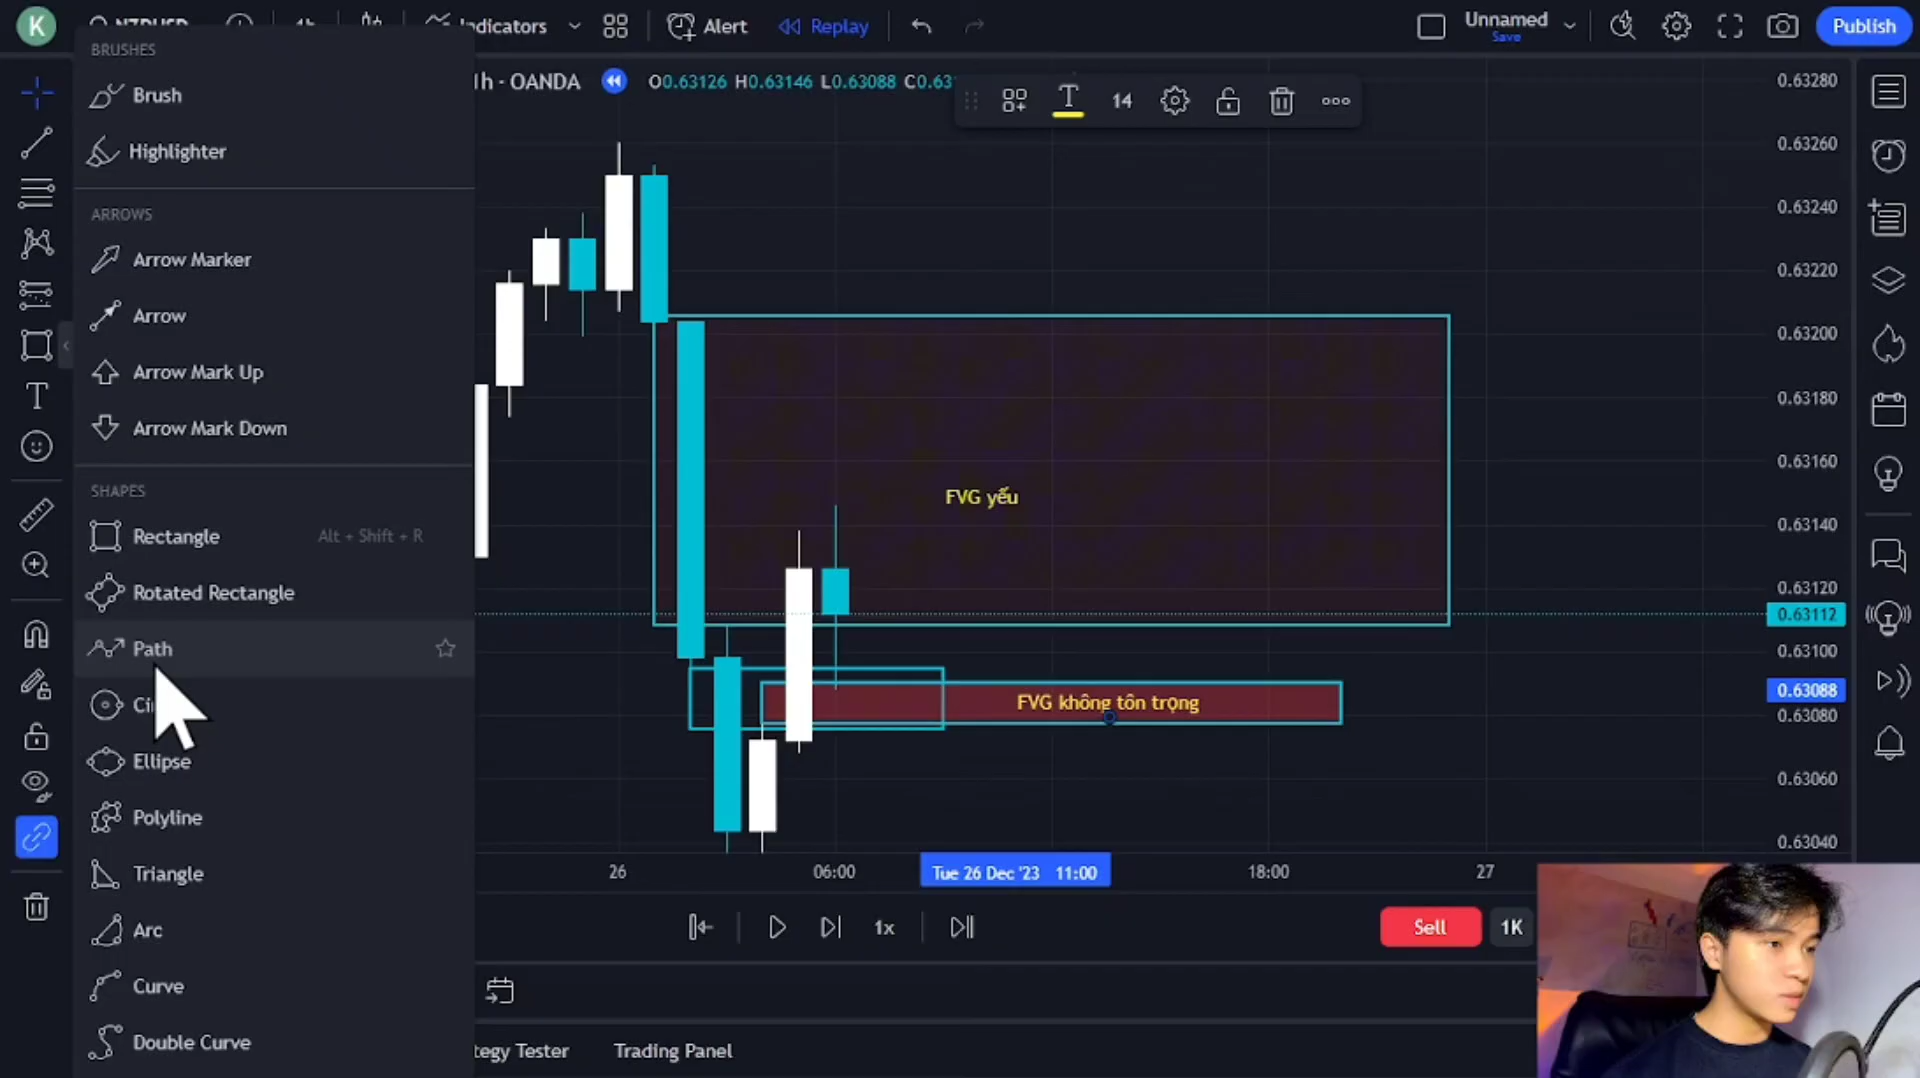 K
NZDUSD
1h
Indicators
Alert
Replay
Unnamed
Save
Publish
BRUSHES
Brush
Highlighter
ARROWS
Arrow Marker
Arrow
Arrow Mark Up
Arrow Mark Down
SHAPES
Rectangle Alt + Shift + R
Rotated Rectangle
Path
Ellipse
Polyline
Triangle
Arc
Curve
Double Curve
1h - OANDA O0.63126 H0.63146 L0.63088
T 14
FVG yếu
FVG không tôn trọng
0.63280
0.63260
0.63240
0.63220
0.63200
0.63180
0.63160
0.63140
0.63120
0.63112
0.63100
0.63088
0.63080
0.63060
0.63040
26 06:00 Tue 26 Dec '23 11:00 18:00 27
1x
Sell 1K
Trading Panel